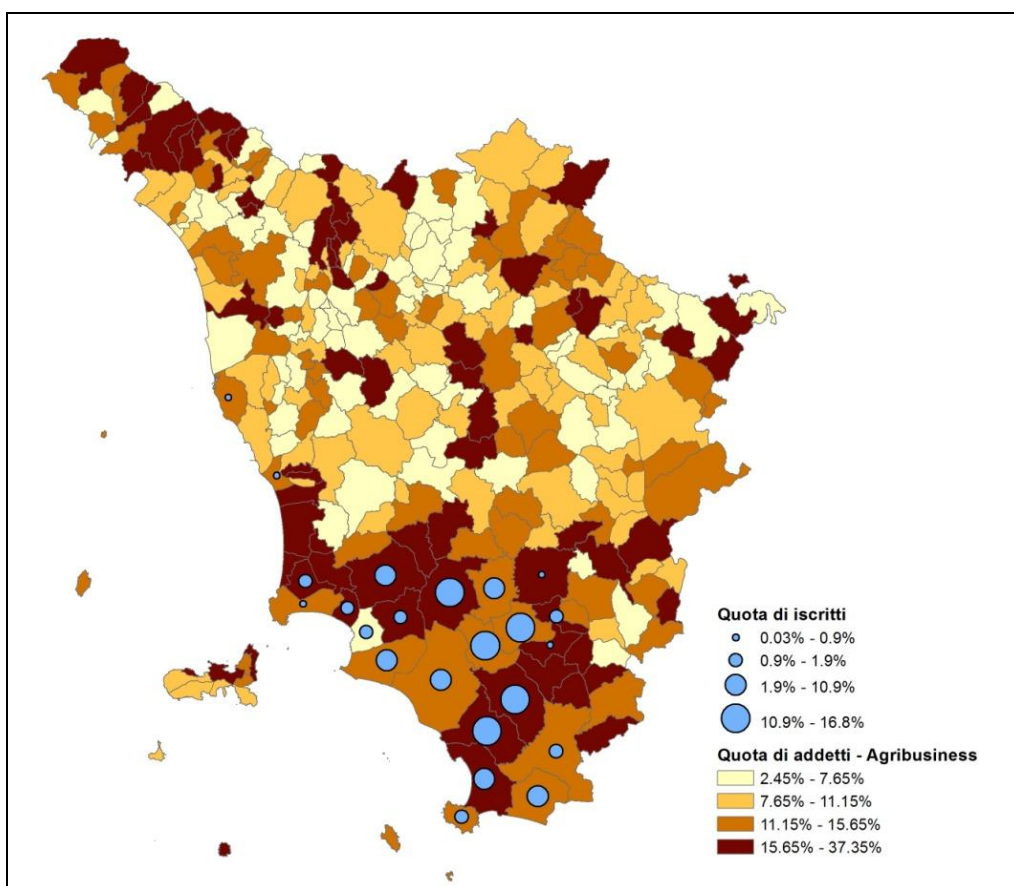 Quota di iscritti
0.03% - 0.9%
0.9% - 1.9%
1.9% - 10.9%
10.9% - 16.8%
Quota di addetti - Agribusiness
2.45% - 7.65%
7.65% - 11.15%
11.15% - 15.65%
15.65% - 37.35%